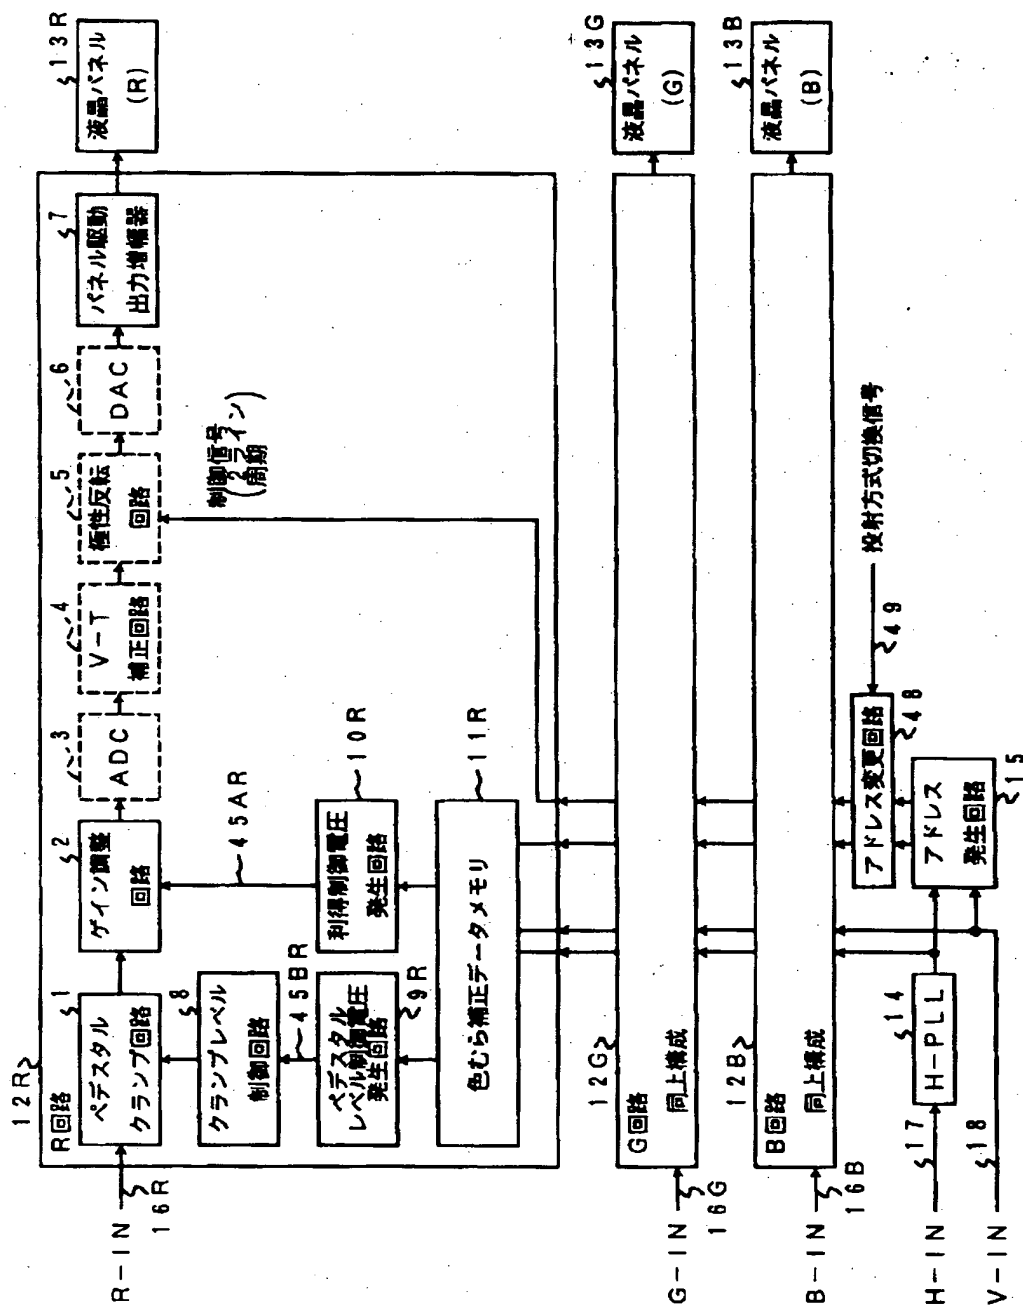 12R
R回路
R-IN
16R
1
ペデスタル
クランプ回路
2
ゲイン調整
回路
3
ADC
4
V-T
補正回路
5
極性反転
回路
6
DAC
7
パネル駆動
出力増幅器
13R
液晶パネル
(R)
8
クランプレベル
制御回路
45BR
45AR
制御信号
(2ライン)
(周期)
ペデスタル
レベル制御電圧
発生回路
9R
利得制御電圧
発生回路
10R
色むら補正データメモリ
11R
12G
G回路
同上構成
G-IN
16G
13G
液晶パネル
(G)
12B
B回路
同上構成
B-IN
16B
13B
液晶パネル
(B)
アドレス変更回路
48
49
投射方式切換信号
H-IN
17
14
H-PLL
アドレス
発生回路
15
V-IN
18